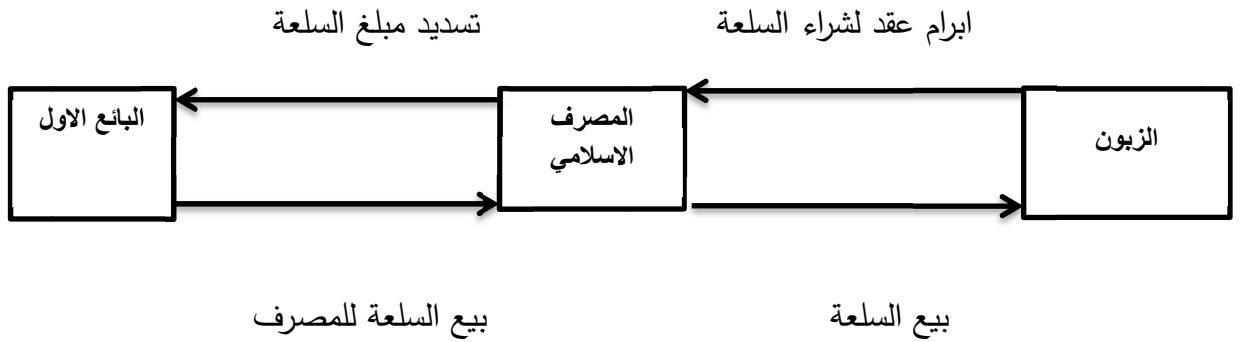 ابرام عقد لشراء السلعة
تسديد مبلغ السلعة
الزبون
المصرف
الاسلامي
البائع الاول
بيع السلعة
بيع السلعة للمصرف